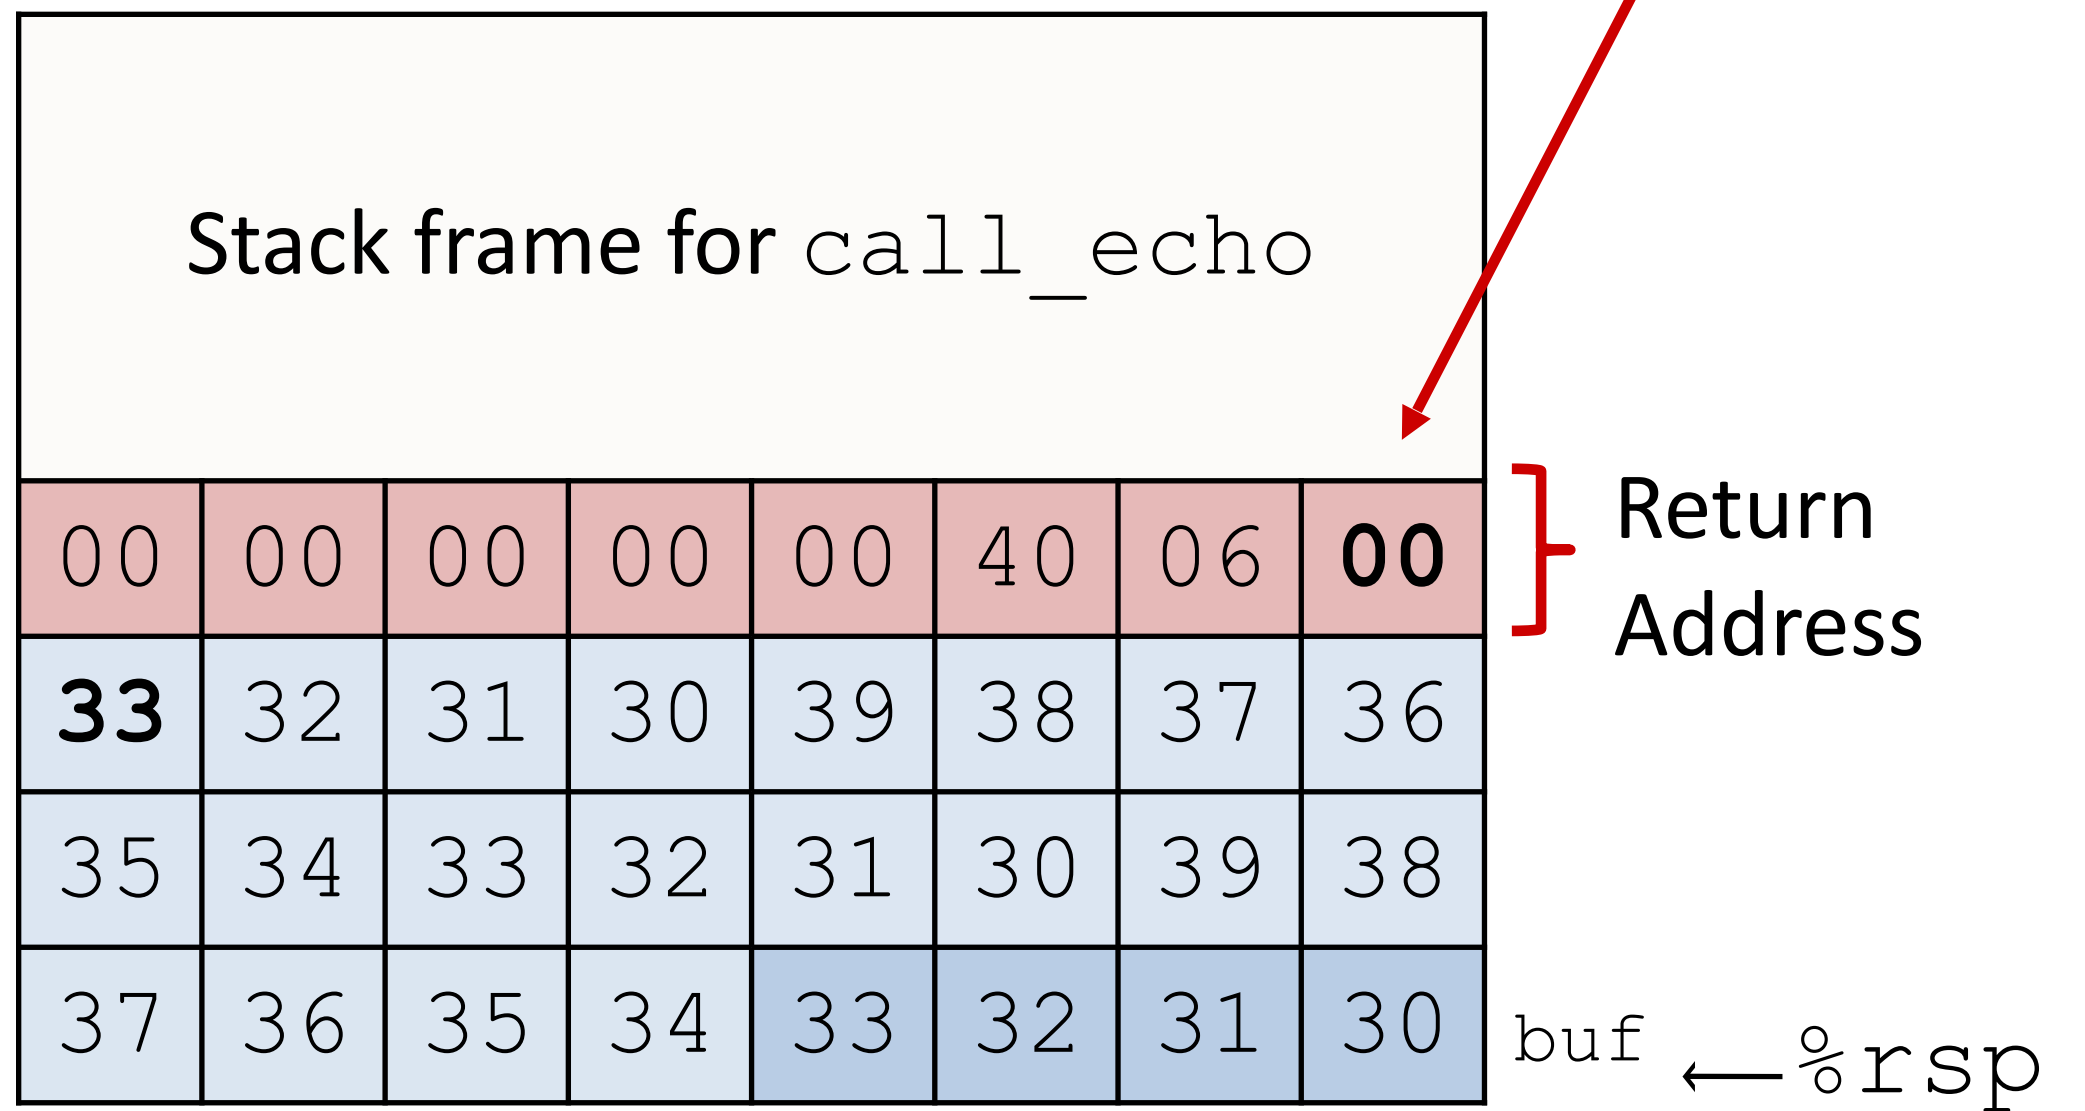 Stack frame for call_echo
00 00 00 00 00 40 06 00
Return
Address
33 32 31 30 39 38 37 36
35 34 33 32 31 30 39 38
37 36 35 34 33 32 31 30
buf ←%rsp